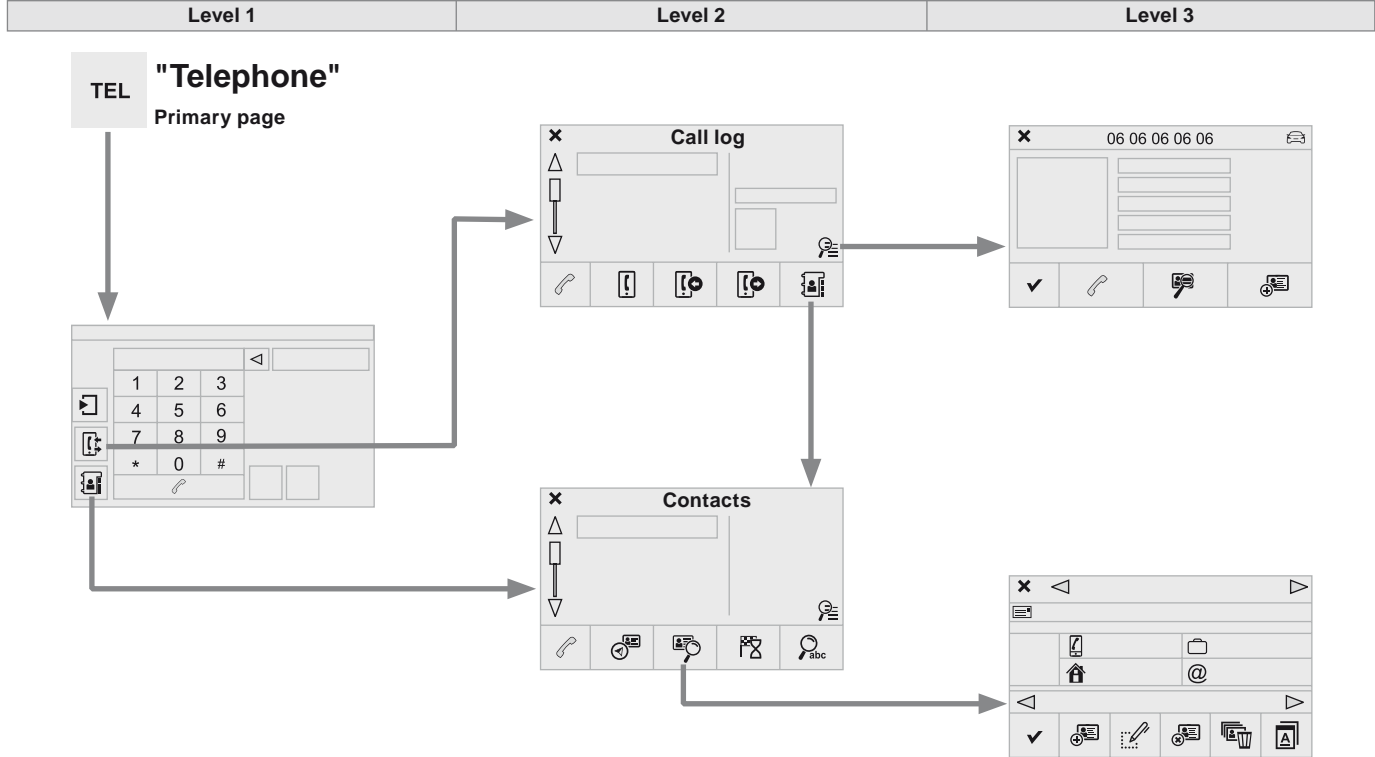 Level 1 Level 2 Level 3
TEL "Telephone"
Primary page
Call log
06 06 06 06 06
1 2 3
4 5 6
7 8 9
* 0 #
Contacts
abc
@
A